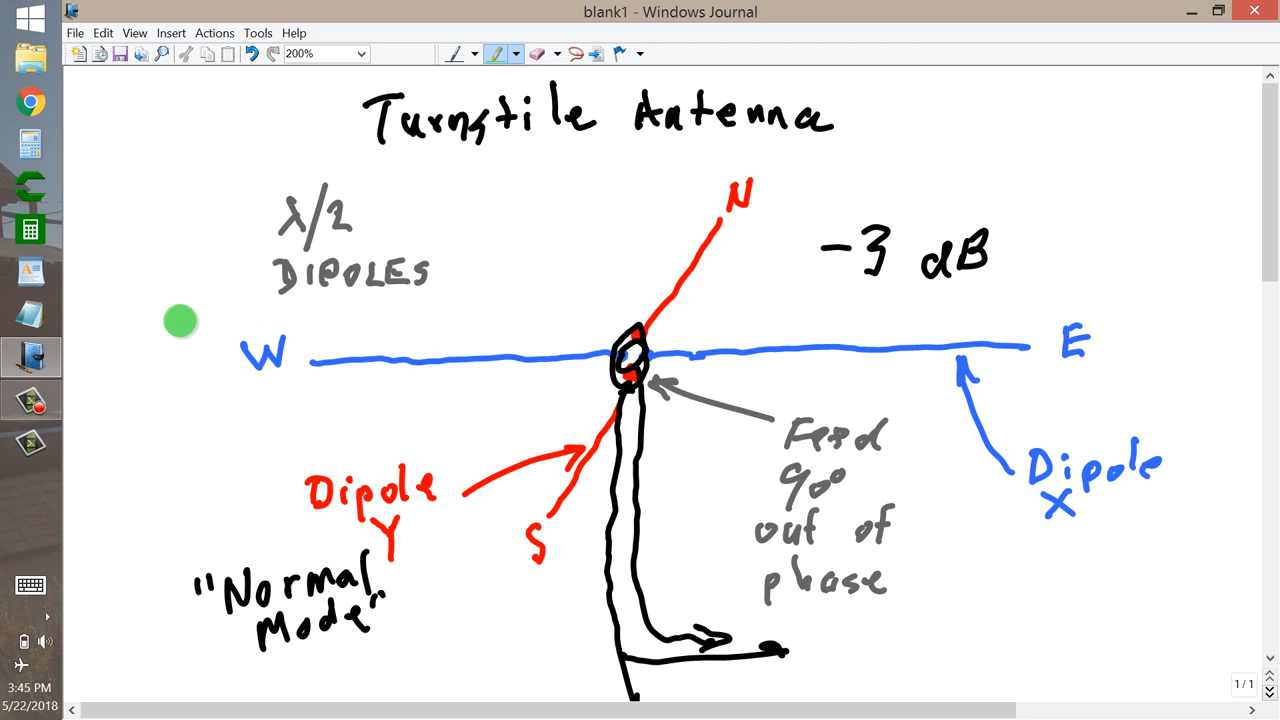 blank1 - Windows Journal
File Edit View Insert Actions Tools Help
200%
Turnstile Antenna
λ/2
DIPOLES
N
-3 dB
W
E
Feed
90°
out of
phase
Dipole
X
Dipole
Y
S
"Normal
Mode"
3:45 PM
5/22/2018
1/1